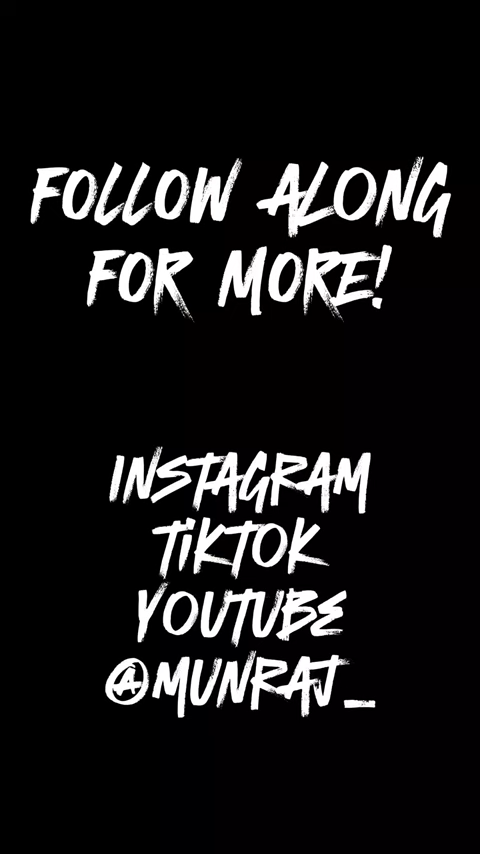 FOLLOW ALONG
FOR MORE!
INSTAGRAM
TIKTOK
YOUTUBE
@MUNRAJ_